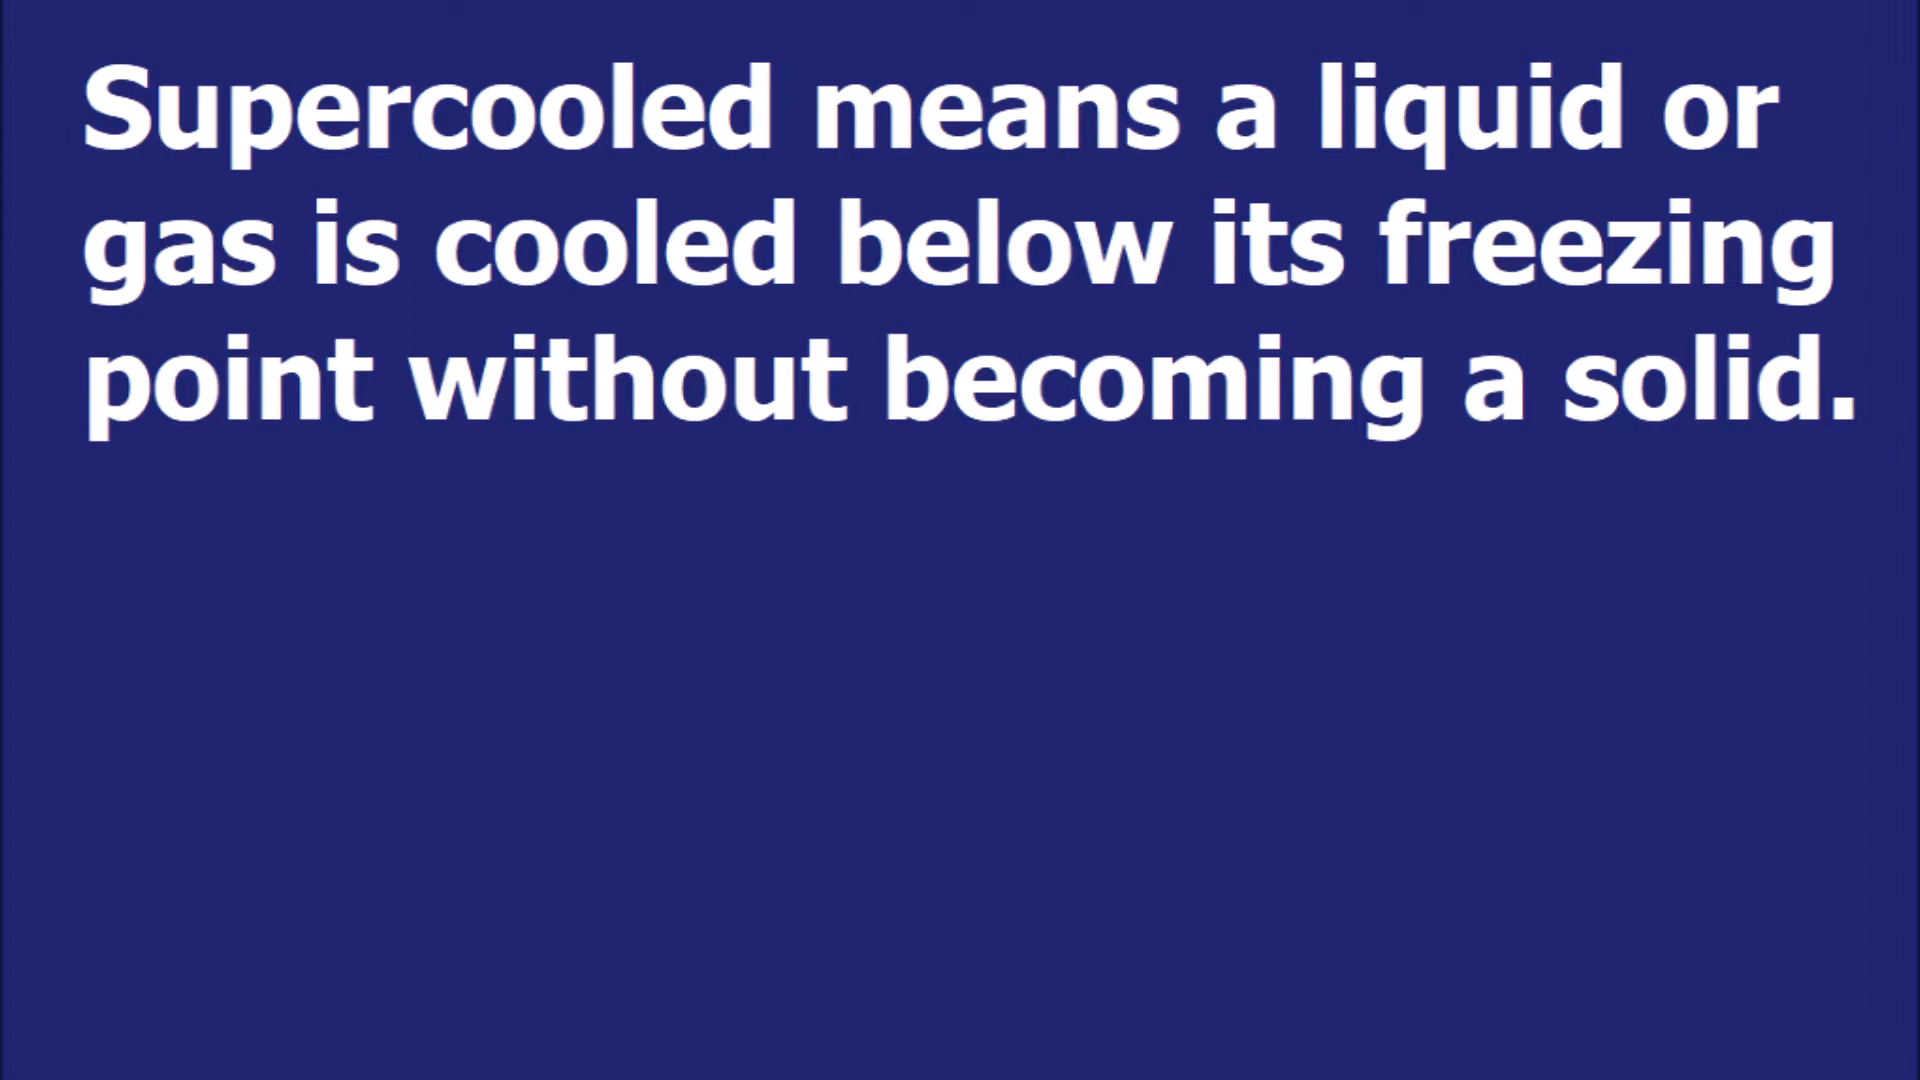 Supercooled means a liquid or
gas is cooled below its freezing
point without becoming a solid.